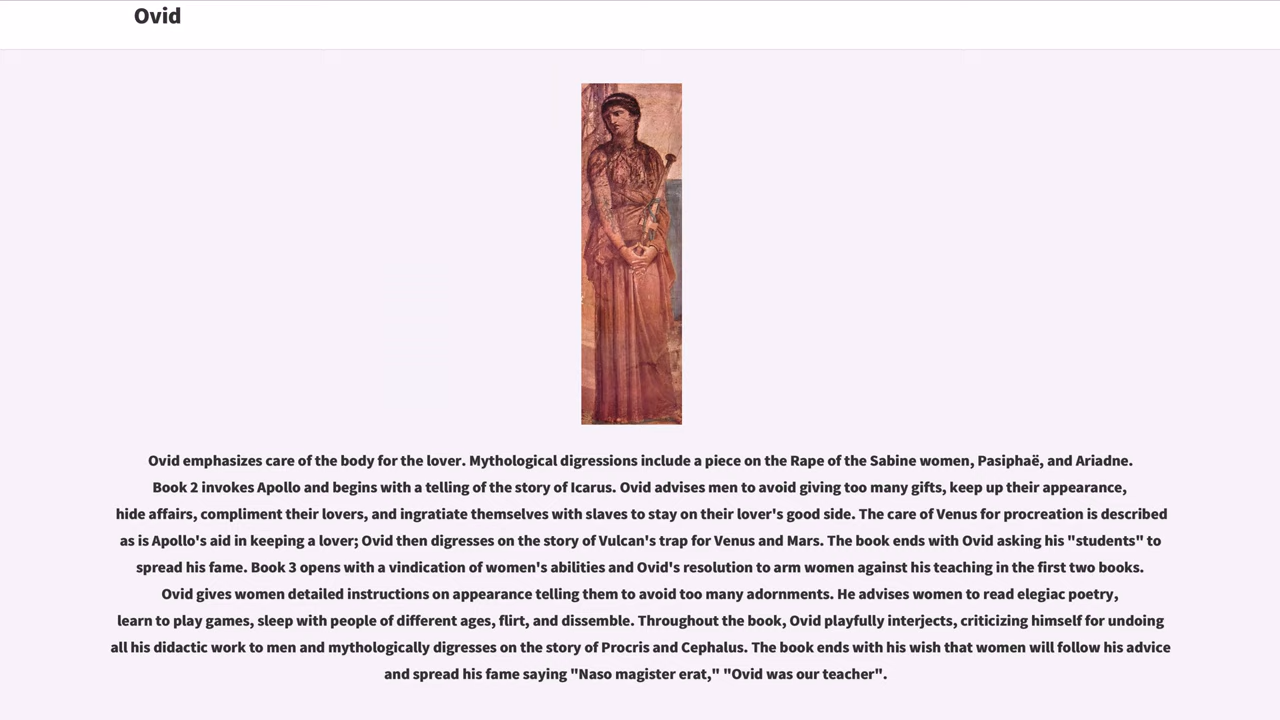 Ovid
Ovid emphasizes care of the body for the lover. Mythological digressions include a piece on the Rape of the Sabine women, Pasiphaë, and Ariadne.
Book 2 invokes Apollo and begins with a telling of the story of Icarus. Ovid advises men to avoid giving too many gifts, keep up their appearance,
hide affairs, compliment their lovers, and ingratiate themselves with slaves to stay on their lover's good side. The care of Venus for procreation is described
as is Apollo's aid in keeping a lover; Ovid then digresses on the story of Vulcan's trap for Venus and Mars. The book ends with Ovid asking his "students" to
spread his fame. Book 3 opens with a vindication of women's abilities and Ovid's resolution to arm women against his teaching in the first two books.
Ovid gives women detailed instructions on appearance telling them to avoid too many adornments. He advises women to read elegiac poetry,
learn to play games, sleep with people of different ages, flirt, and dissemble. Throughout the book, Ovid playfully interjects, criticizing himself for undoing
all his didactic work to men and mythologically digresses on the story of Procris and Cephalus. The book ends with his wish that women will follow his advice
and spread his fame saying "Naso magister erat," "Ovid was our teacher".